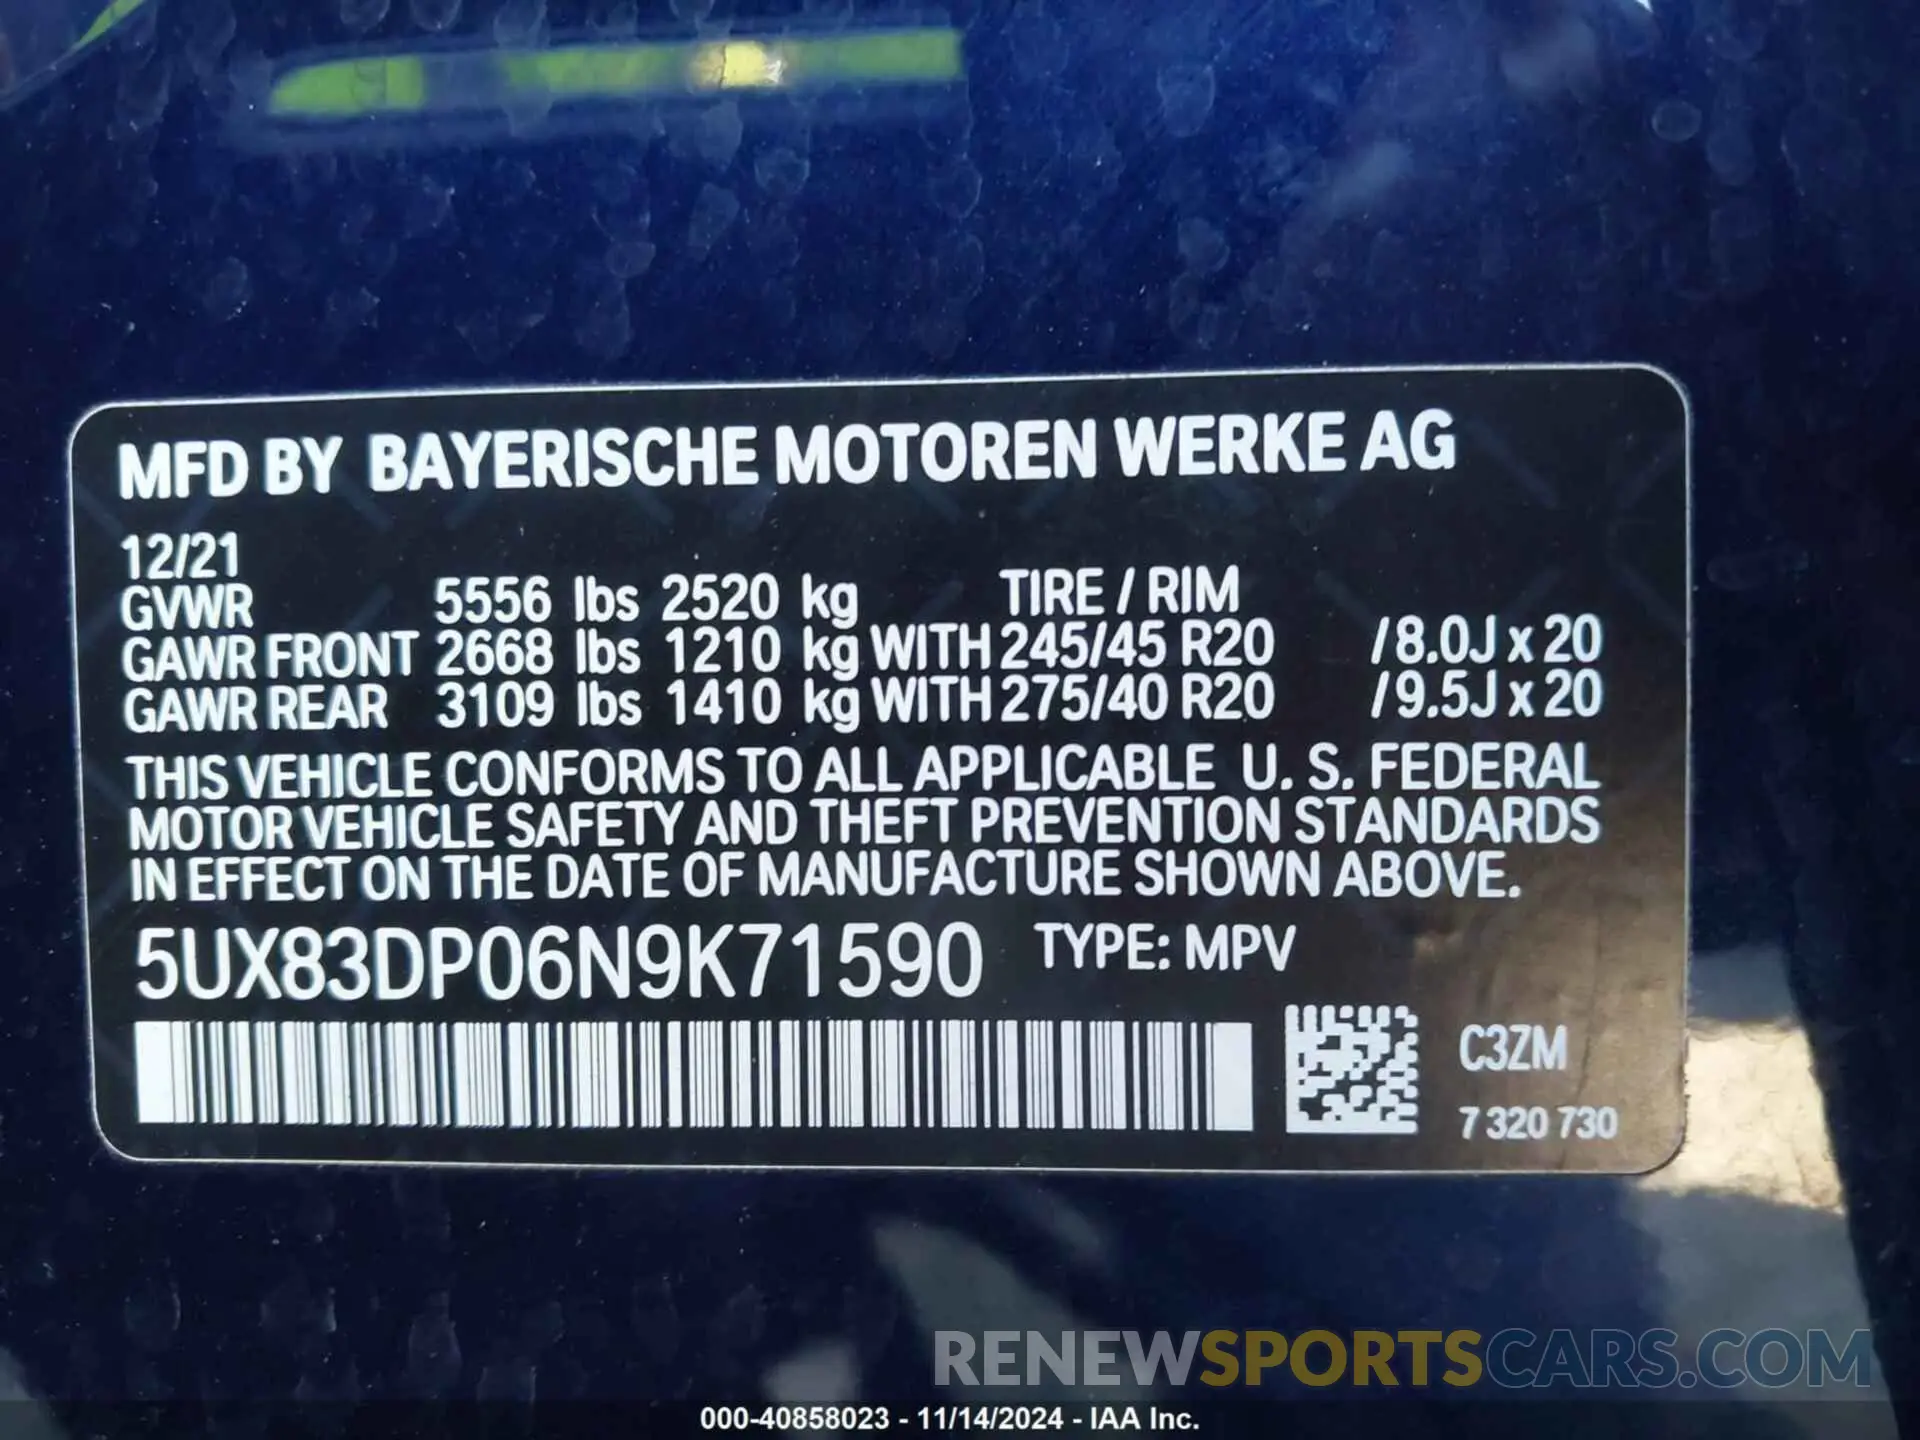 MFD BY BAYERISCHE MOTOREN WERKE AG
12/21
GVWR 5556 lbs 2520 kg TIRE / RIM
GAWR FRONT 2668 lbs 1210 kg WITH 245/45 R20 / 8.0J x 20
GAWR REAR 3109 lbs 1410 kg WITH 275/40 R20 / 9.5J x 20
THIS VEHICLE CONFORMS TO ALL APPLICABLE U. S. FEDERAL
MOTOR VEHICLE SAFETY AND THEFT PREVENTION STANDARDS
IN EFFECT ON THE DATE OF MANUFACTURE SHOWN ABOVE.
5UX83DP06N9K71590 TYPE: MPV
C3ZM
7 320 730
RENEWSPORTSCARS.COM
000-40858023 - 11/14/2024 - IAA Inc.